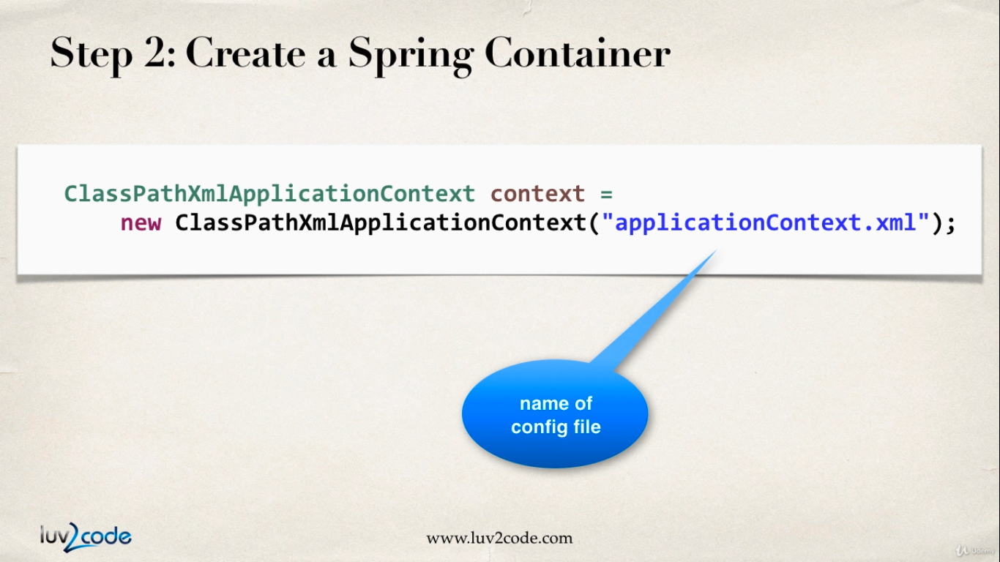 Step 2: Create a Spring Container
ClassPathXmlApplicationContext context =
new ClassPathXmlApplicationContext("applicationContext.xml");
name of
config file
luv2code
www.luv2code.com
Udemy